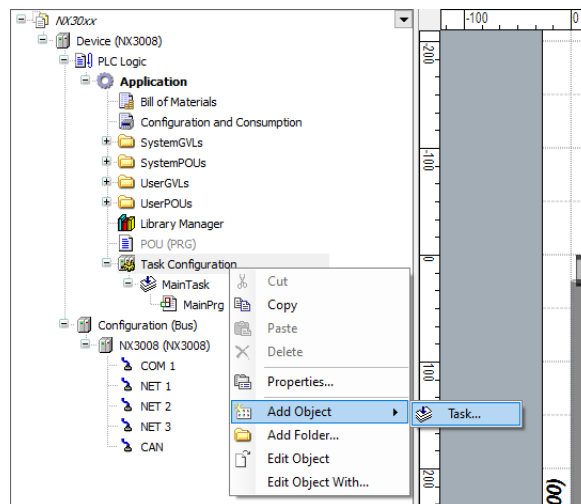 NX30xx
Device (NX3008)
PLC Logic
Application
Bill of Materials
Configuration and Consumption
SystemGVLs
SystemPOUs
UserGVLs
UserPOUs
Library Manager
POU (PRG)
Task Configuration
MainTask
MainPrg
Configuration (Bus)
NX3008 (NX3008)
COM 1
NET 1
NET 2
NET 3
CAN
Cut
Copy
Paste
Delete
Properties...
Add Object
Task...
Add Folder...
Edit Object
Edit Object With...
-100
0
-200
-100
0
100
200